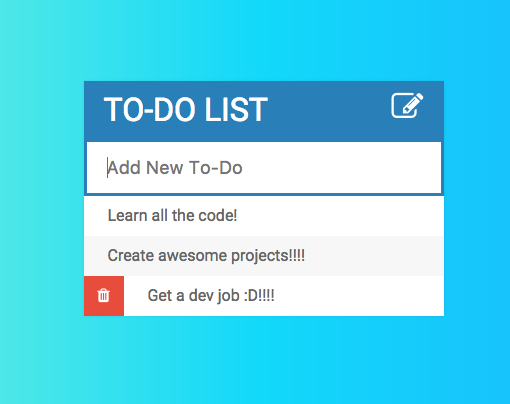 TO-DO LIST
Add New To-Do
Learn all the code!
Create awesome projects!!!!
Get a dev job :D!!!!